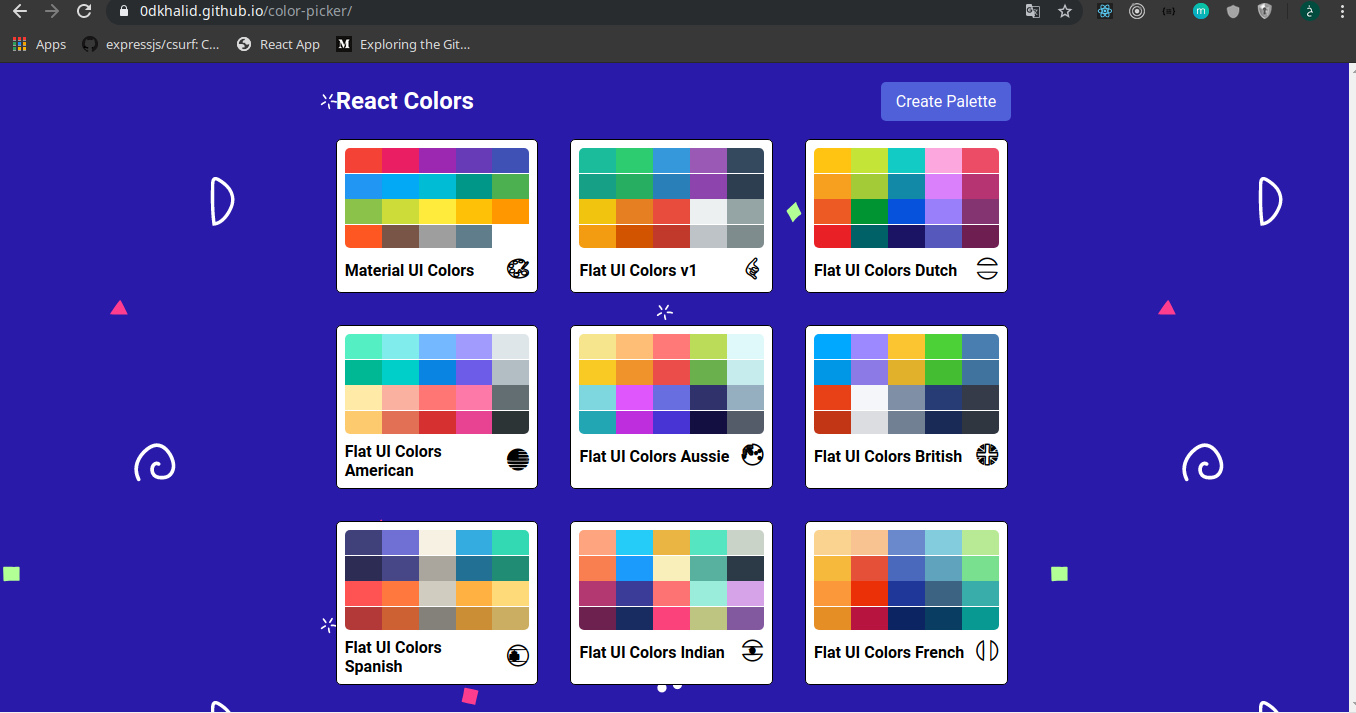 0dkhalid.github.io/color-picker/
Apps
expressjs/csurf: C...
React App
Exploring the Git...
React Colors
Create Palette
Material UI Colors
Flat UI Colors v1
Flat UI Colors Dutch
Flat UI Colors
American
Flat UI Colors Aussie
Flat UI Colors British
Flat UI Colors
Spanish
Flat UI Colors Indian
Flat UI Colors French